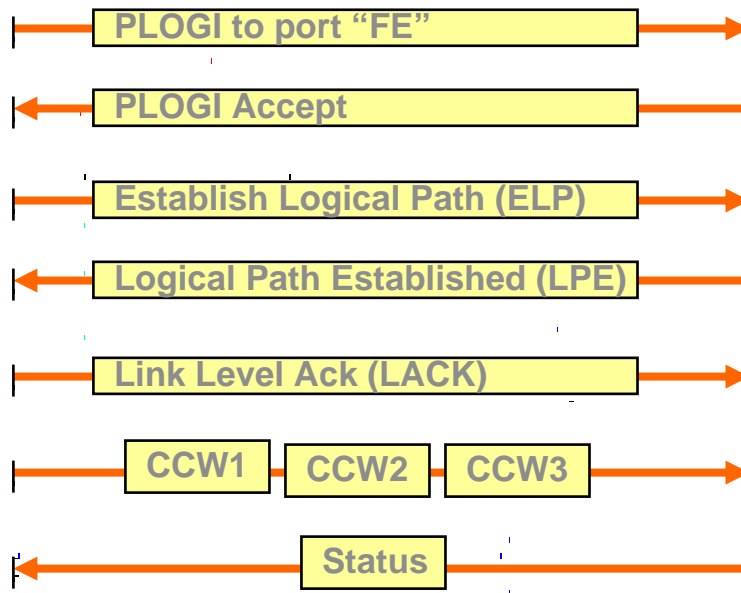 PLOGI to port “FE”
PLOGI Accept
Establish Logical Path (ELP)
Logical Path Established (LPE)
Link Level Ack (LACK)
CCW1 CCW2 CCW3
Status